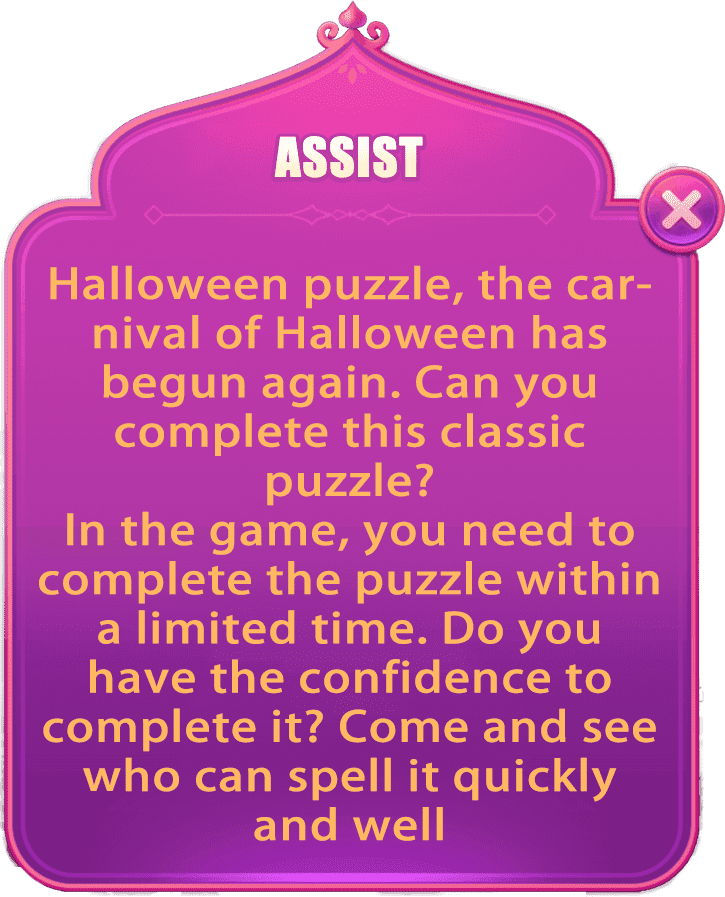 ASSIST
Halloween puzzle, the car-
nival of Halloween has
begun again. Can you
complete this classic
puzzle?
In the game, you need to
complete the puzzle within
a limited time. Do you
have the confidence to
complete it? Come and see
who can spell it quickly
and well